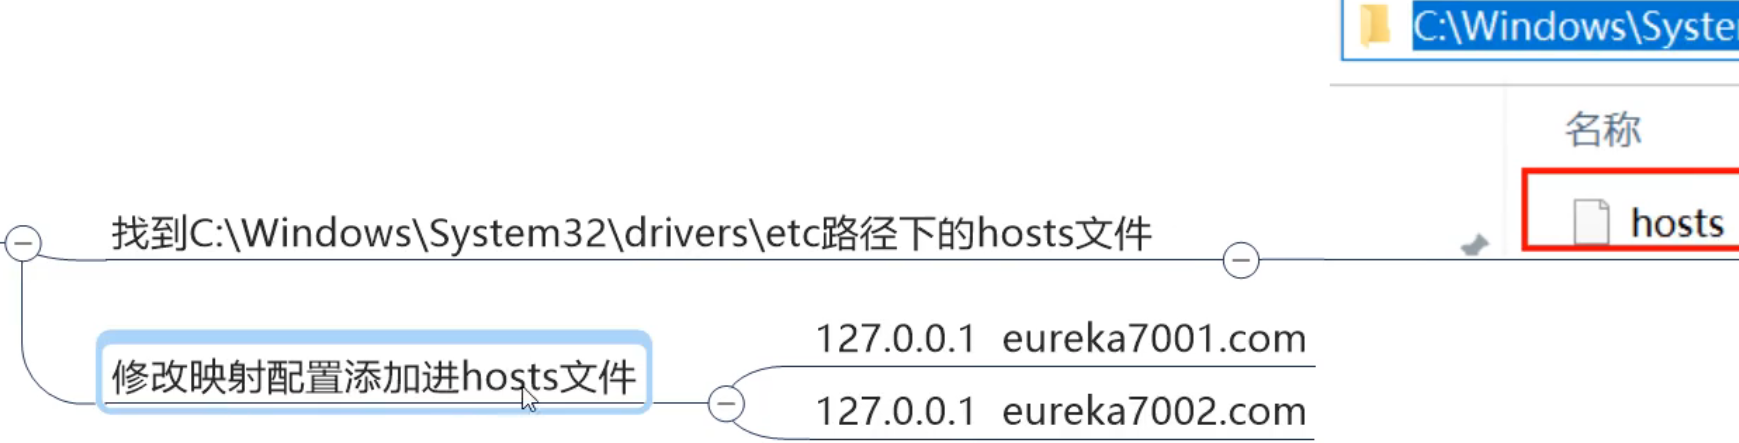 C:\Windows\Syste
名称
hosts
找到C:\Windows\System32\drivers\etc路径下的hosts文件
修改映射配置添加进hosts文件
127.0.0.1 eureka7001.com
127.0.0.1 eureka7002.com